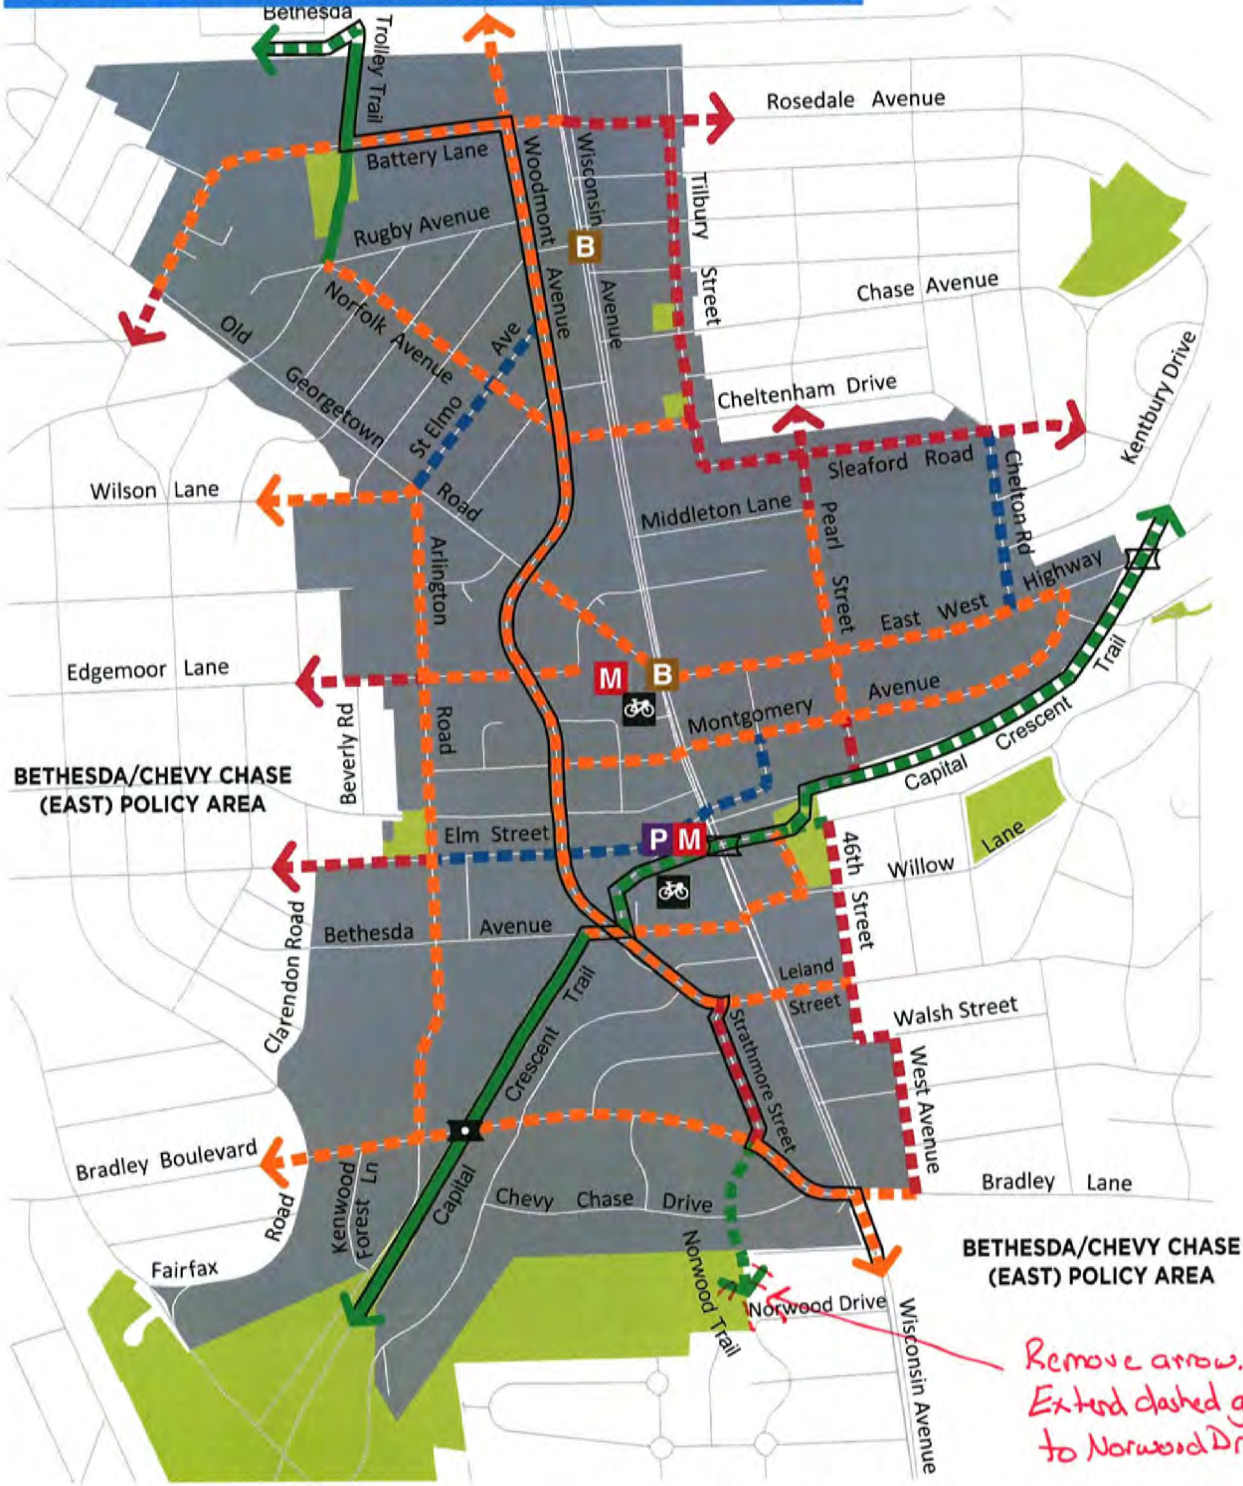 Bethesda
Trolley Trail
Rosedale Avenue
Battery Lane
Woodmont
Avenue
Wisconsin
Avenue
Tilbury
Street
Rugby Avenue
B
Chase Avenue
Norfolk Avenue
St Elmo Ave
Old
Georgetown
Road
Cheltenham Drive
Kentbury Drive
Wilson Lane
Sleaford Road
Chelton Rd
Middleton Lane
Pearl
Street
Arlington
Road
East West
Highway
Edgemoor Lane
M
B
Avenue
Montgomery
Beverly Rd
Capital
Crescent
Trail
BETHESDA/CHEVY CHASE
(EAST) POLICY AREA
Elm Street
P M
46th
Street
Willow
Lane
Bethesda
Avenue
Clarendon Road
Trail
Crescent
Capital
Leland
Street
Walsh Street
Strathmore Street
West Avenue
Bradley Boulevard
Kenwood
Forest Ln
Road
Chevy Chase Drive
Bradley Lane
Fairfax
Norwood Trail
Norwood Drive
BETHESDA/CHEVY CHASE
(EAST) POLICY AREA
Wisconsin Avenue
Remove arrow.
Extend dashed g
to Norwood Dr